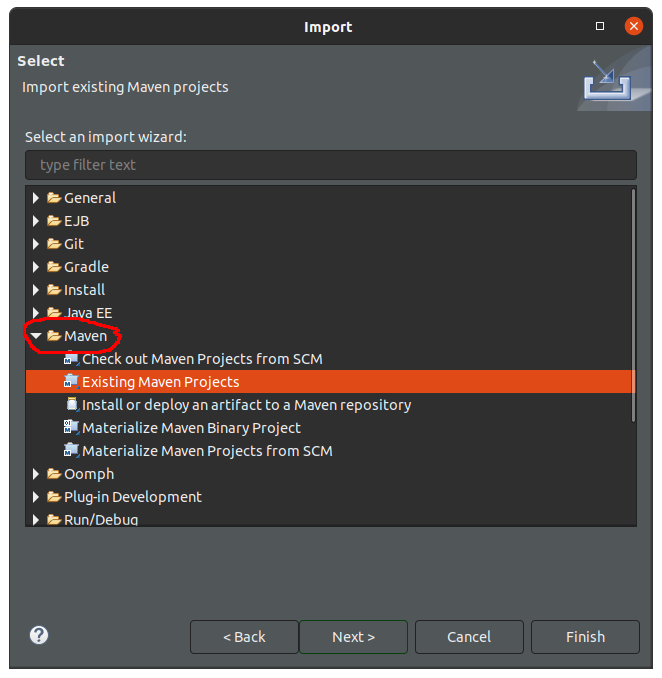 Import
Select
Import existing Maven projects
Select an import wizard:
type filter text
General
EJB
Git
Gradle
Install
Java EE
Maven
Check out Maven Projects from SCM
Existing Maven Projects
Install or deploy an artifact to a Maven repository
Materialize Maven Binary Project
Materialize Maven Projects from SCM
Oomph
Plug-in Development
Run/Debug
< Back Next > Cancel Finish